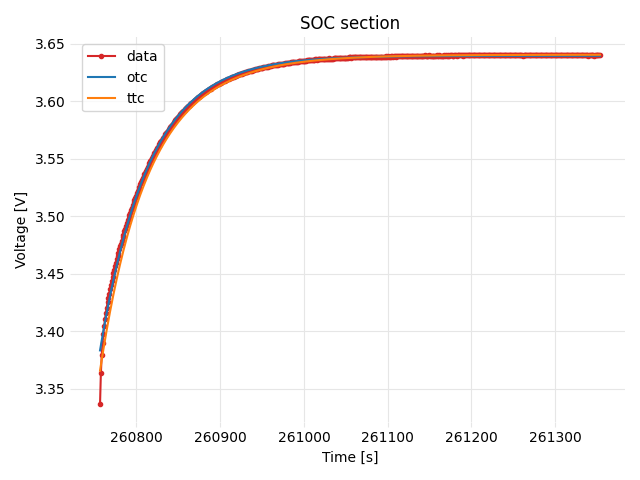 SOC section
3.65
3.60
3.55
3.50
3.45
3.40
3.35
Voltage [V]
data
otc
ttc
260800 260900 261000 261100 261200 261300
Time [s]